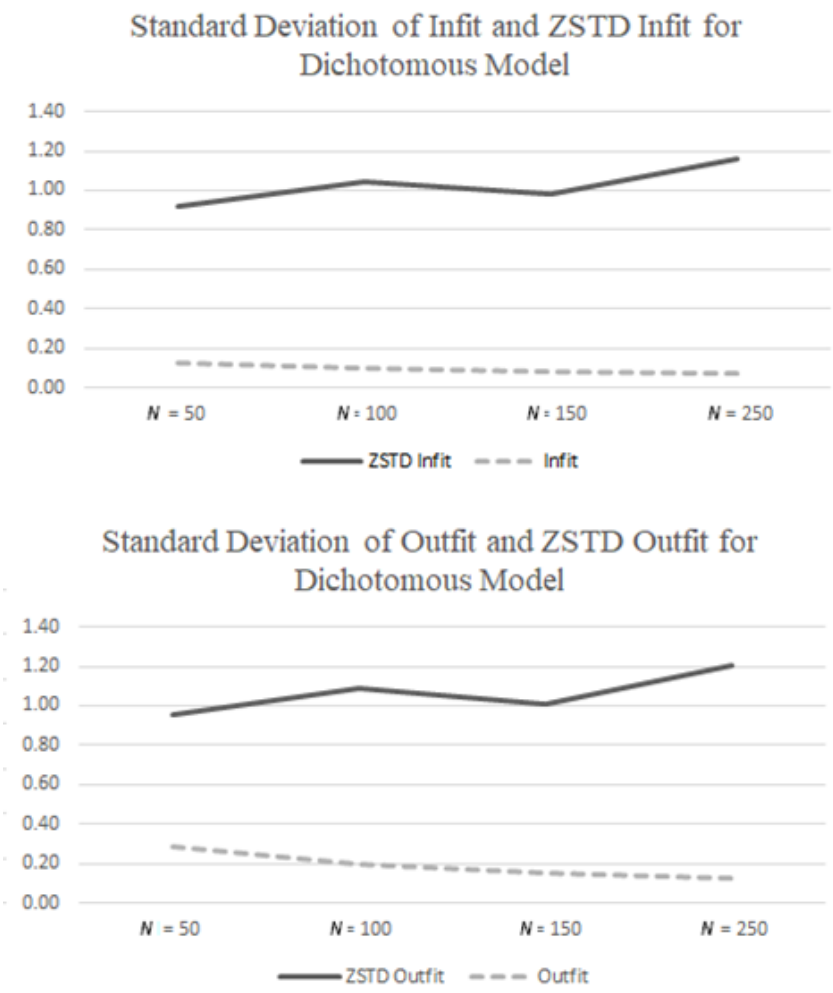 Standard Deviation of Infit and ZSTD Infit for
Dichotomous Model
1.40
1.20
1.00
0.80
0.60
0.40
0.20
0.00
N = 50 N = 100 N = 150 N = 250
ZSTD Infit Infit
Standard Deviation of Outfit and ZSTD Outfit for
Dichotomous Model
1.40
1.20
1.00
0.80
0.60
0.40
0.20
0.00
N = 50 N = 100 N = 150 N = 250
ZSTD Outfit Outfit